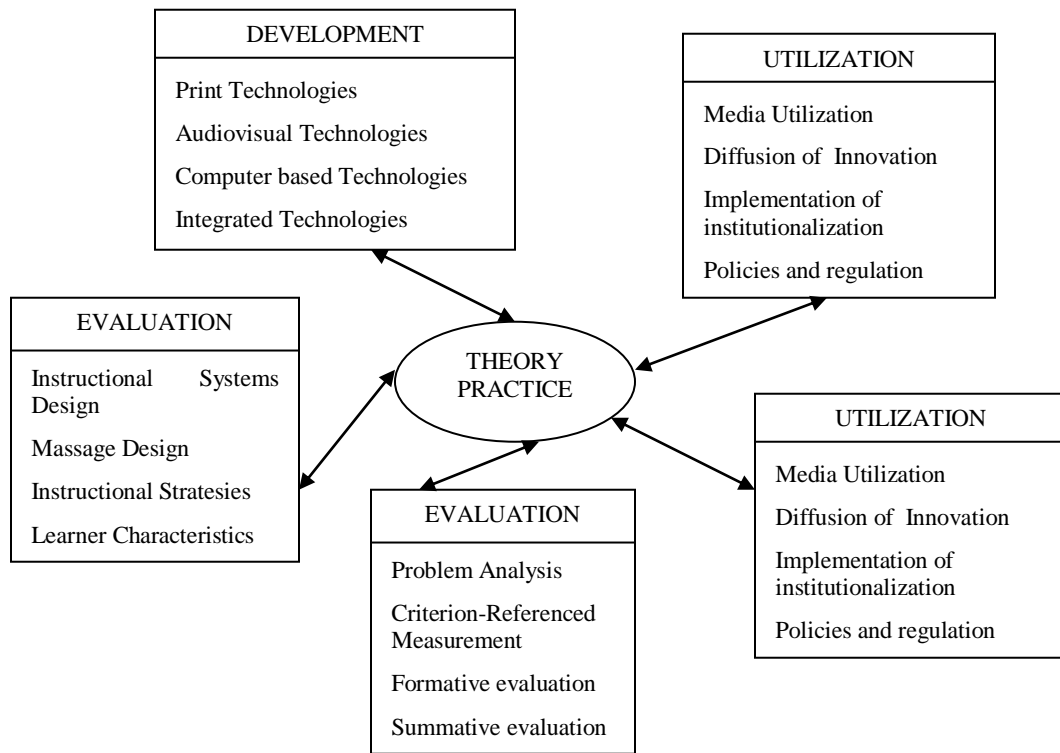 DEVELOPMENT
Print Technologies
Audiovisual Technologies
Computer based Technologies
Integrated Technologies
UTILIZATION
Media Utilization
Diffusion of Innovation
Implementation of
institutionalization
Policies and regulation
EVALUATION
Instructional Systems
Design
Massage Design
Instructional Stratesies
Learner Characteristics
THEORY
PRACTICE
EVALUATION
Problem Analysis
Criterion-Referenced
Measurement
Formative evaluation
Summative evaluation
UTILIZATION
Media Utilization
Diffusion of Innovation
Implementation of
institutionalization
Policies and regulation